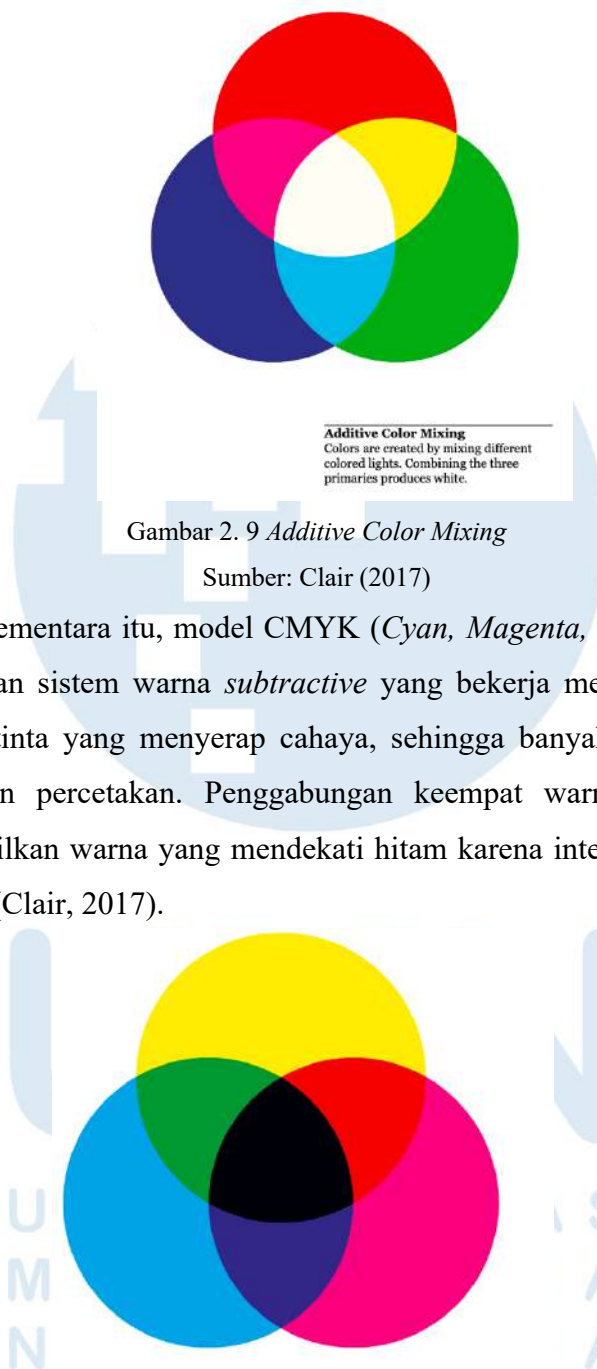 Additive Color Mixing
Colors are created by mixing different
colored lights. Combining the three
primaries produces white.
Gambar 2. 9 Additive Color Mixing
Sumber: Clair (2017)
ementara itu, model CMYK (Cyan, Magenta,
an sistem warna subtractive yang bekerja me
tinta yang menyerap cahaya, sehingga banyal
n percetakan. Penggabungan keempat warn
ilkan warna yang mendekati hitam karena inte
(Clair, 2017).
U
M
N